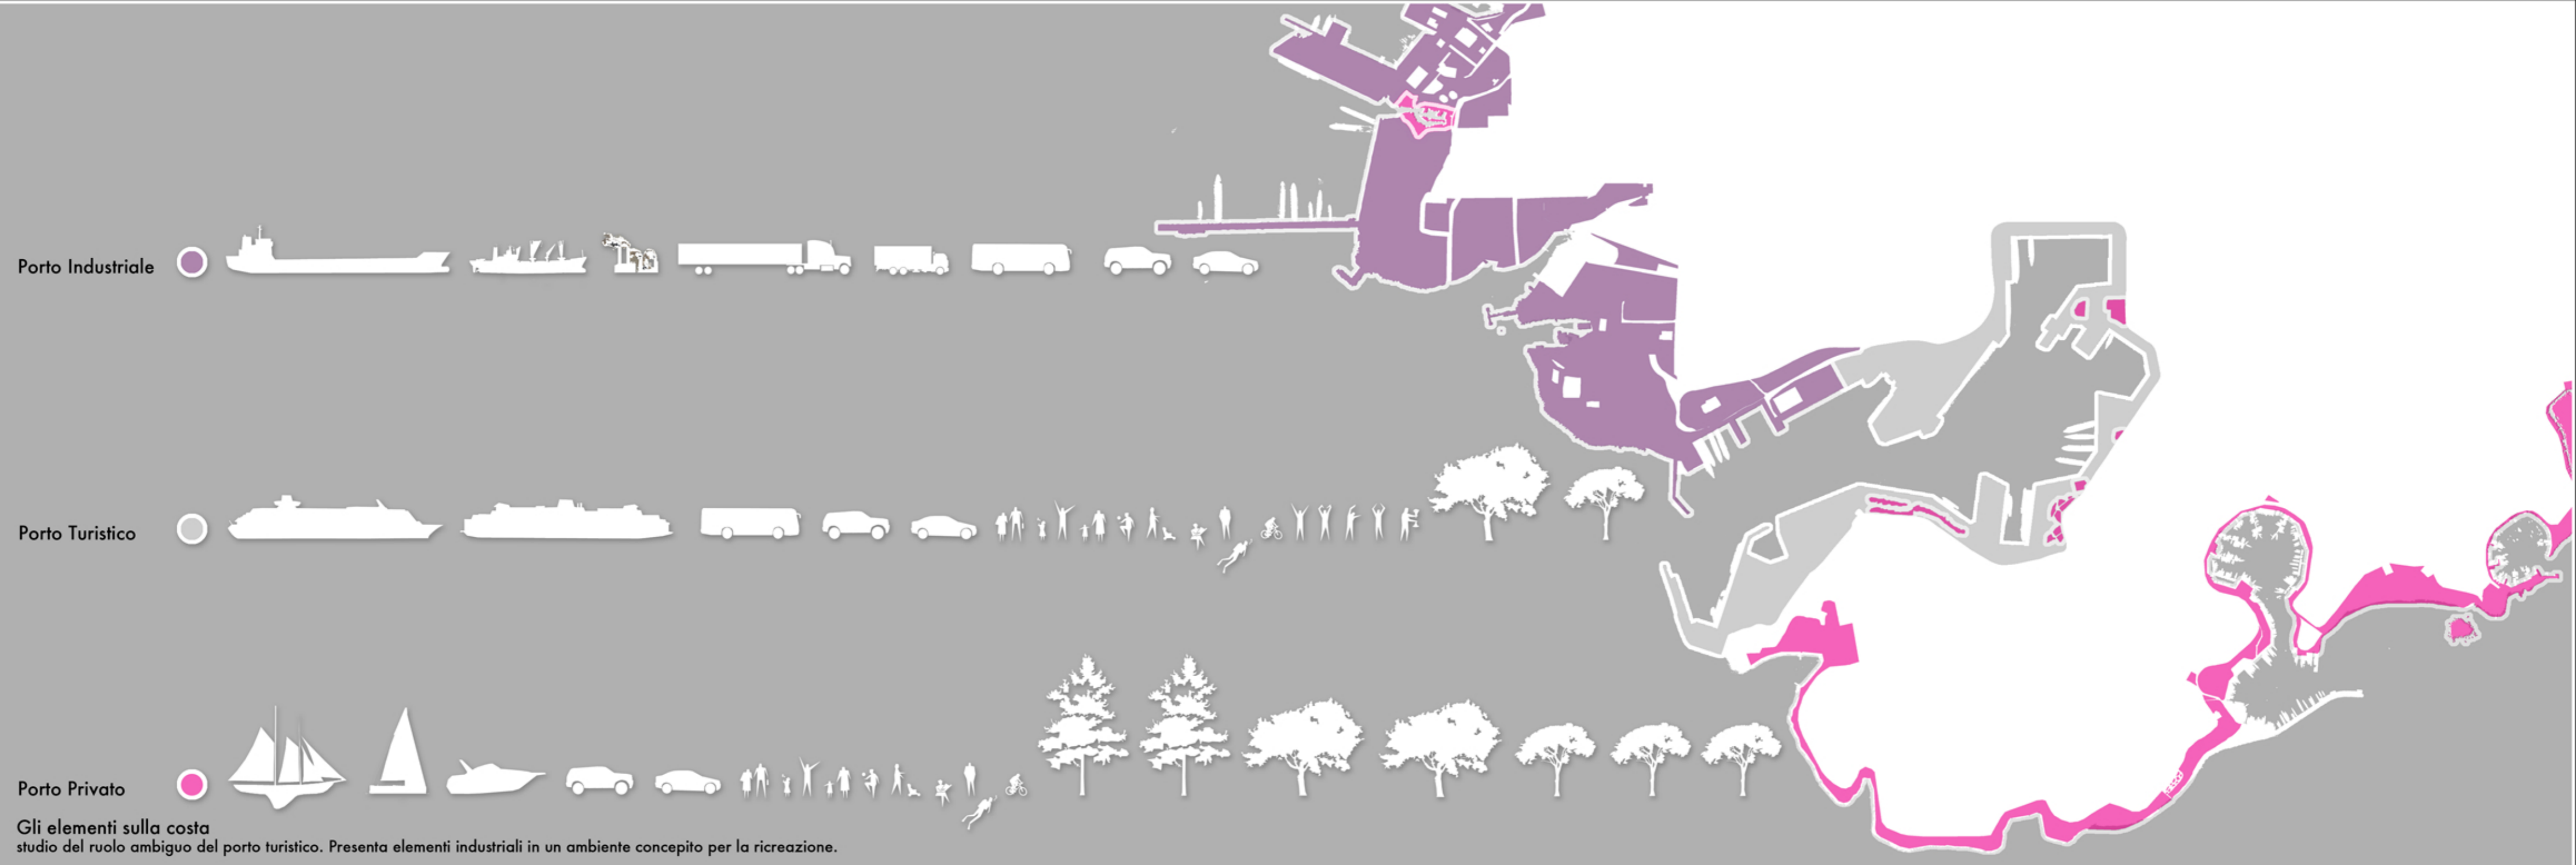 Porto Industriale
Porto Turistico
Porto Privato
Gli elementi sulla costa
studio del ruolo ambiguo del porto turistico. Presenta elementi industriali in un ambiente concepito per la ricreazione.